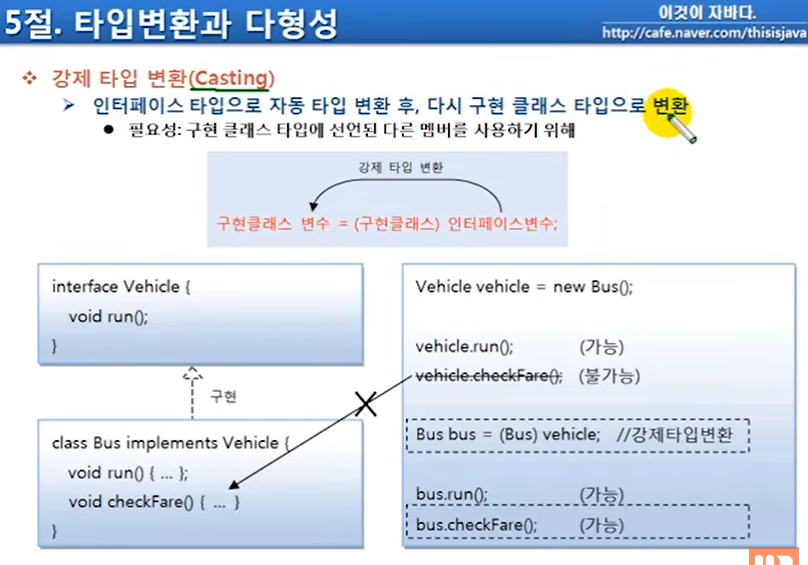 5절. 타입변환과 다형성
이것이 자바다.
http://cafe.naver.com/thisisjava
강제 타입 변환(Casting)
인터페이스 타입으로 자동 타입 변환 후, 다시 구현 클래스 타입으로 변환
필요성: 구현 클래스 타입에 선언된 다른 멤버를 사용하기 위해
강제 타입 변환
구현클래스 변수 = (구현클래스) 인터페이스변수;
interface Vehicle {
void run();
}
구현
class Bus implements Vehicle {
void run() { ... };
void checkFare() { ... }
}
Vehicle vehicle = new Bus();
vehicle.run(); (가능)
vehicle.checkFare(); (불가능)
Bus bus = (Bus) vehicle; //강제타입변환
bus.run(); (가능)
bus.checkFare(); (가능)